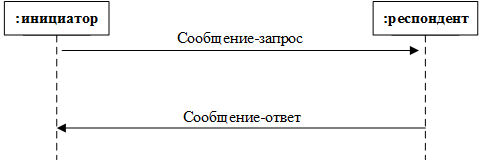 :инициатор
:респондент
Сообщение-запрос
Сообщение-ответ